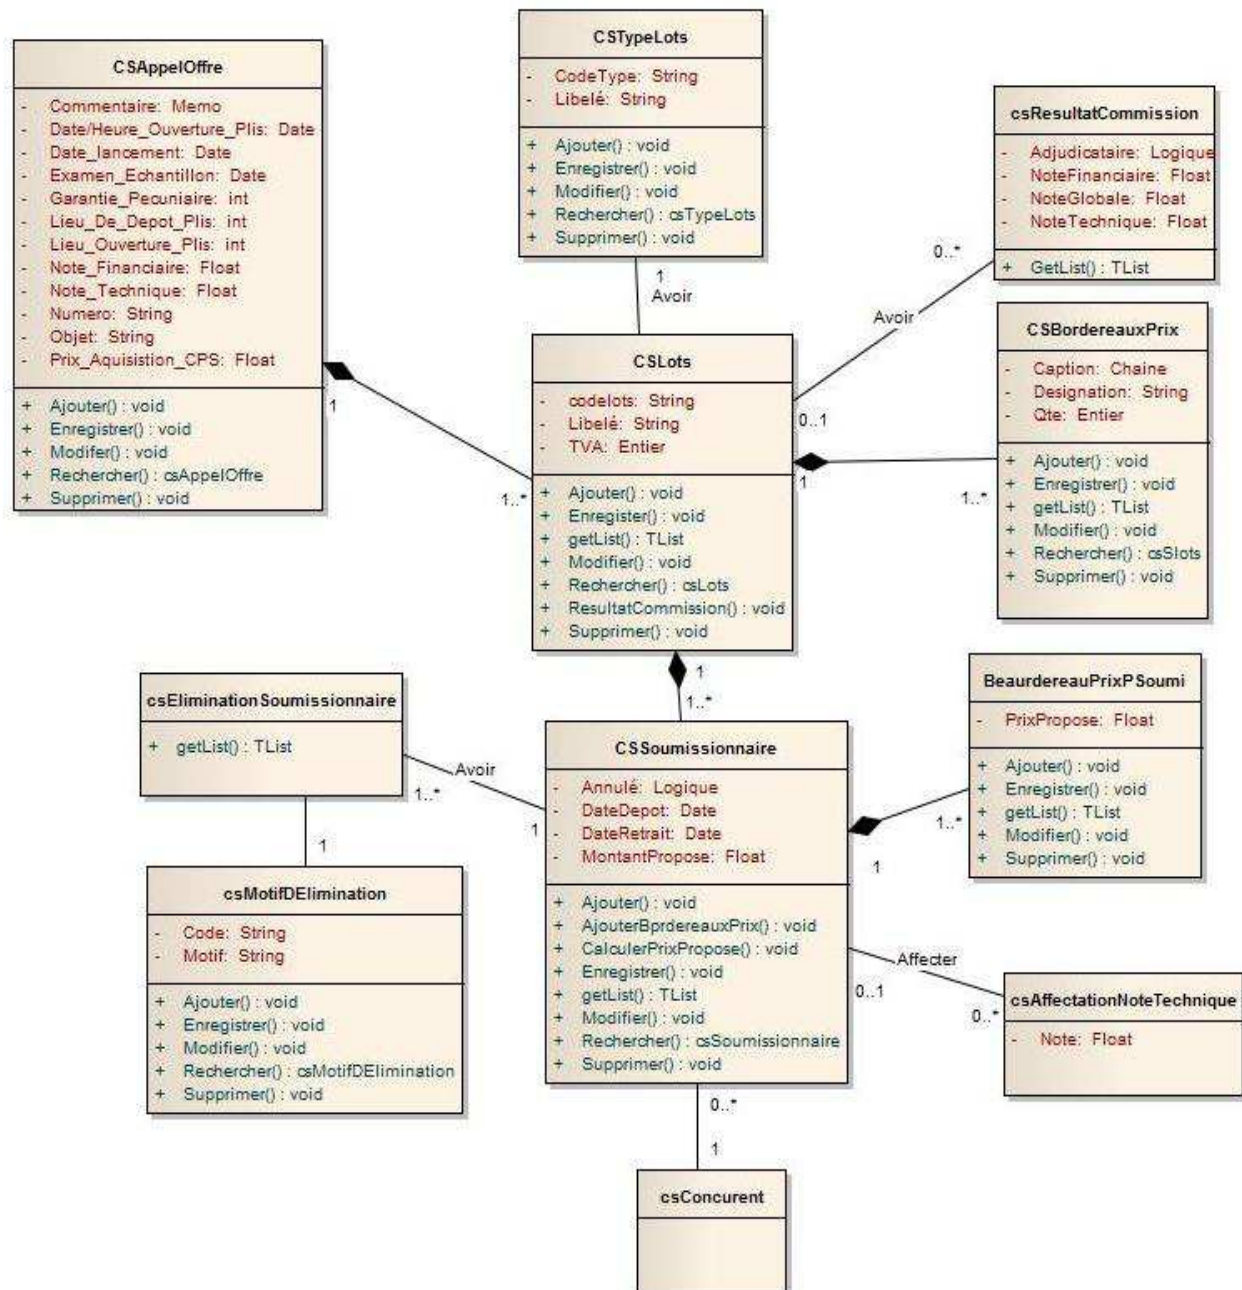 CSAppelOffre
- Commentaire: Memo
- Date/Heure_Ouverture_Plis: Date
- Date_lancement: Date
- Examen_Echantillon: Date
- Garantie_Pecuniaire: int
- Lieu_De_Depot_Plis: int
- Lieu_Ouverture_Plis: int
- Note_Financiaire: Float
- Note_Technique: Float
- Numero: String
- Objet: String
- Prix_Aquisistion_CPS: Float
+ Ajouter() : void
+ Enregistrer() : void
+ Modifer() : void
+ Rechercher() : csAppelOffre
+ Supprimer() : void
1
1..*
CSTypeLots
- CodeType: String
- Libelé: String
+ Ajouter() : void
+ Enregistrer() : void
+ Modifier() : void
+ Rechercher() : csTypeLots
+ Supprimer() : void
1
Avoir
csResultatCommission
- Adjudicataire: Logique
- NoteFinanciaire: Float
- NoteGlobale: Float
- NoteTechnique: Float
+ GetList() : TList
0..*
Avoir
0..1
CSLots
- codelots: String
- Libelé: String
- TVA: Entier
+ Ajouter() : void
+ Enregister() : void
+ getList() : TList
+ Modifier() : void
+ Rechercher() : csLots
+ ResultatCommission() : void
+ Supprimer() : void
CSBordereauxPrix
- Caption: Chaine
- Designation: String
- Qte: Entier
+ Ajouter() : void
+ Enregistrer() : void
+ getList() : TList
+ Modifier() : void
+ Rechercher() : csSlots
+ Supprimer() : void
1
1..*
1
1..*
csEliminationSoumissionnaire
+ getList() : TList
Avoir
1..*
1
1
csMotifDElimination
- Code: String
- Motif: String
+ Ajouter() : void
+ Enregistrer() : void
+ Modifier() : void
+ Rechercher() : csMotifDElimination
+ Supprimer() : void
CSSoumissionnaire
- Annulé: Logique
- DateDepot: Date
- DateRetrait: Date
- MontantPropose: Float
+ Ajouter() : void
+ AjouterBprdereauxPrix() : void
+ CalculerPrixPropose() : void
+ Enregistrer() : void
+ getList() : TList
+ Modifier() : void
+ Rechercher() : csSoumissionnaire
+ Supprimer() : void
BeaurdereauPrixPSoumi
- PrixPropose: Float
+ Ajouter() : void
+ Enregistrer() : void
+ getList() : TList
+ Modifier() : void
+ Supprimer() : void
1..*
1
Affecter
0..1
0..*
csAffectationNoteTechnique
- Note: Float
0..*
1
csConcurent